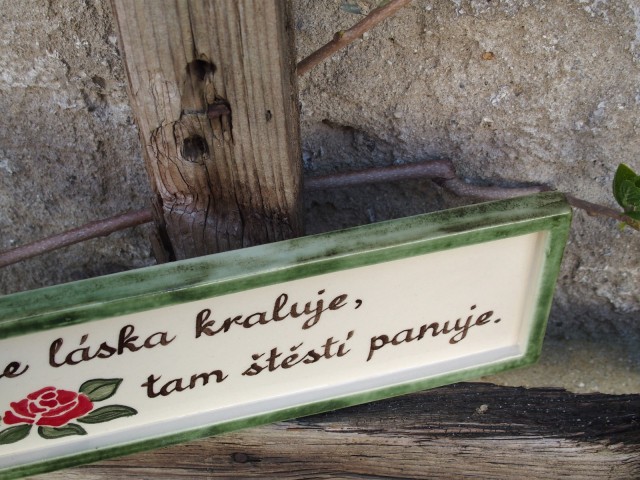 láska kraluje,
tam štěstí panuje.